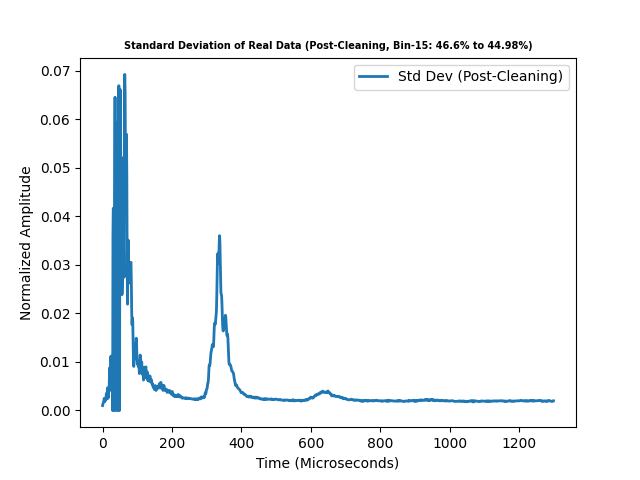 Standard Deviation of Real Data (Post-Cleaning, Bin-15: 46.6% to 44.98%)
Std Dev (Post-Cleaning)
Normalized Amplitude
0.07
0.06
0.05
0.04
0.03
0.02
0.01
0.00
0 200 400 600 800 1000 1200
Time (Microseconds)